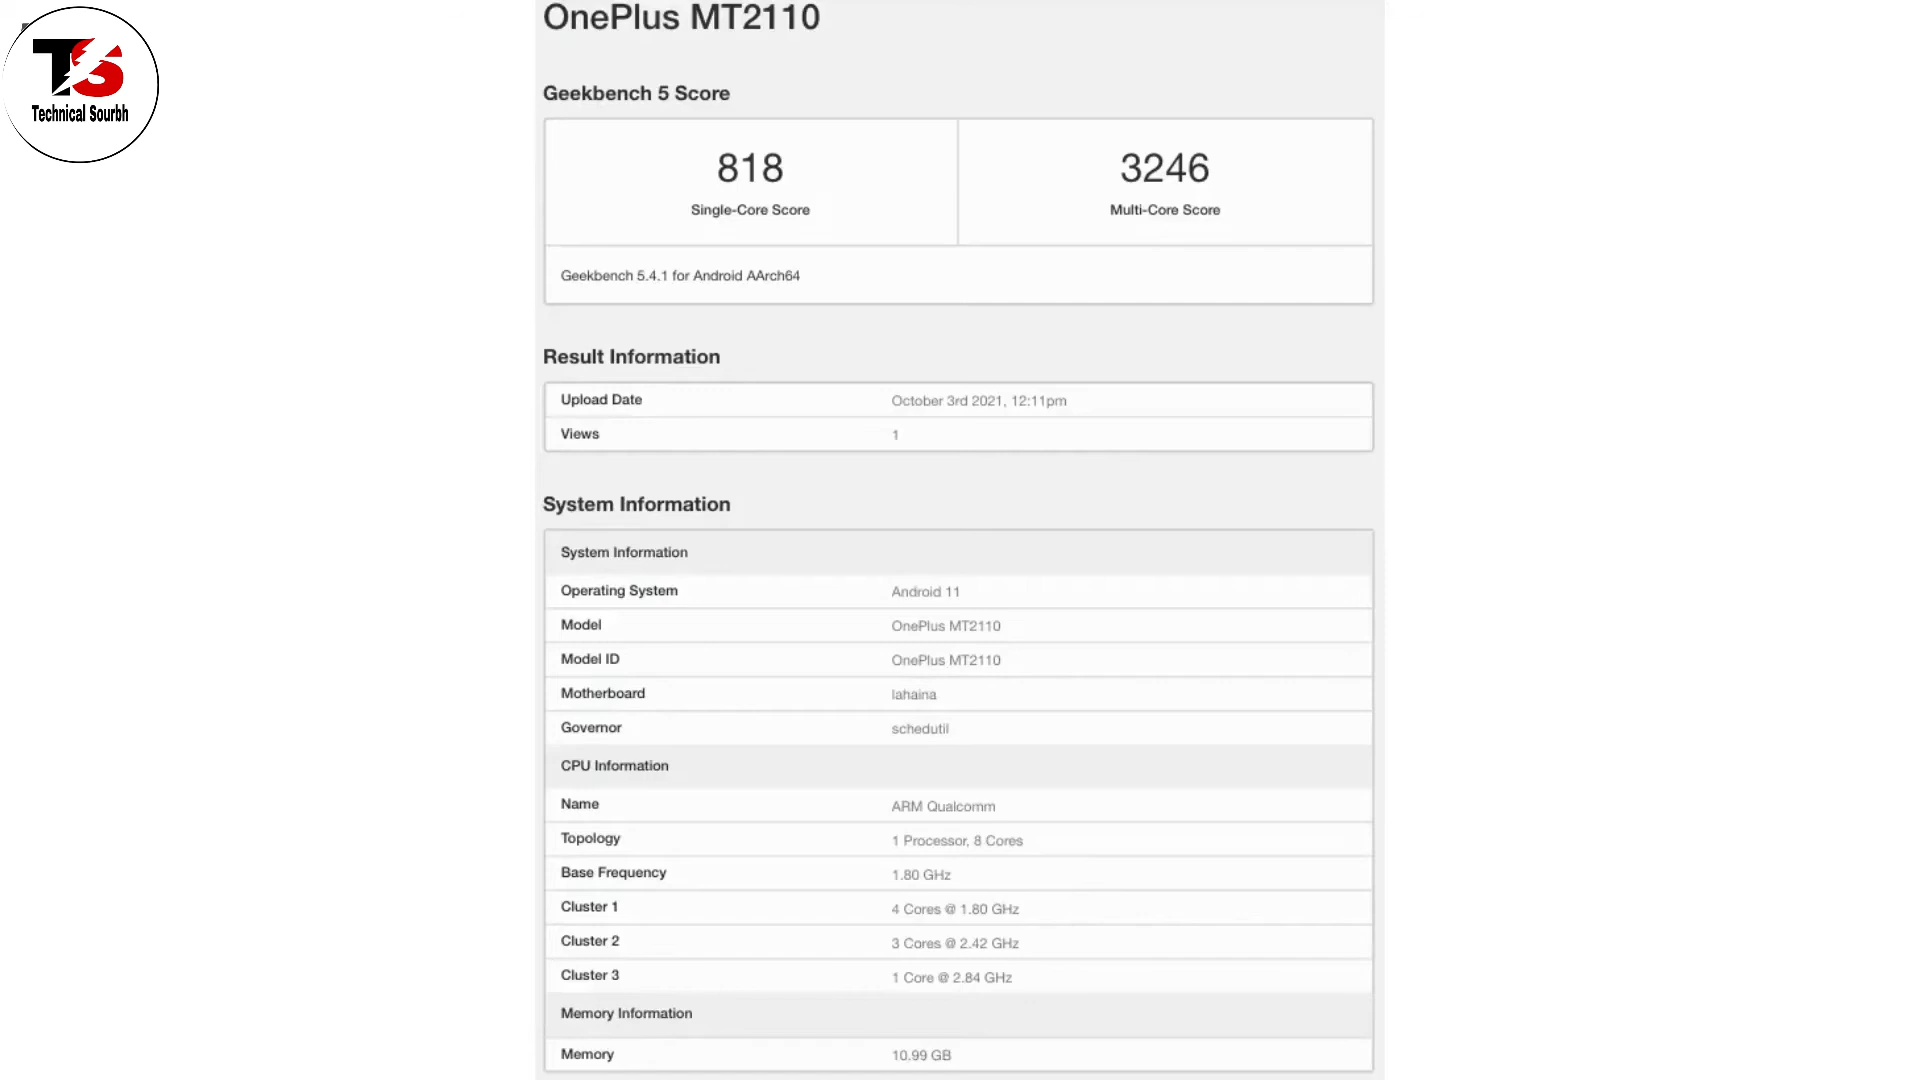 TS
Technical Sourbh
OnePlus MT2110
Geekbench 5 Score
818
3246
Single-Core Score
Multi-Core Score
Geekbench 5.4.1 for Android AArch64
Result Information
Upload Date October 3rd 2021, 12:11pm
Views 1
System Information
System Information
Operating System Android 11
Model OnePlus MT2110
Model ID OnePlus MT2110
Motherboard lahaina
Governor schedutil
CPU Information
Name ARM Qualcomm
Topology 1 Processor, 8 Cores
Base Frequency 1.80 GHz
Cluster 1 4 Cores @ 1.80 GHz
Cluster 2 3 Cores @ 2.42 GHz
Cluster 3 1 Core @ 2.84 GHz
Memory Information
Memory 10.99 GB